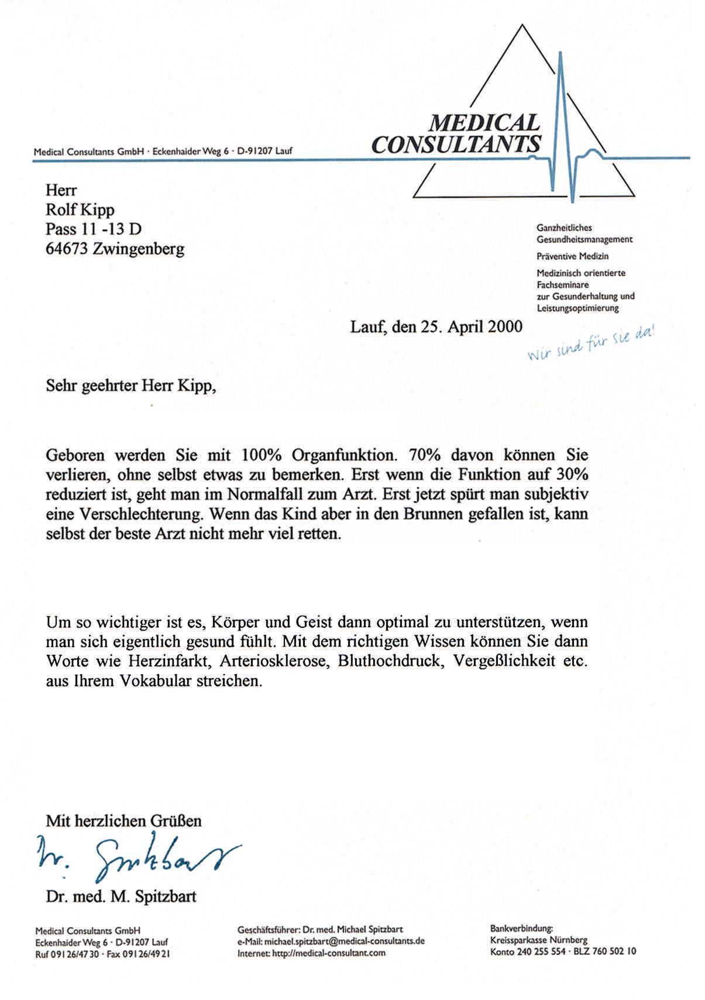 MEDICAL
CONSULTANTS
Medical Consultants GmbH · Eckenhaider Weg 6 · D-91207 Lauf
Herr
Rolf Kipp
Pass 11 -13 D
64673 Zwingenberg
Ganzheitliches
Gesundheitsmanagement
Präventive Medizin
Medizinisch orientierte
Fachseminare
zur Gesunderhaltung und
Leistungsoptimierung
Lauf, den 25. April 2000
Wir sind für Sie da!
Sehr geehrter Herr Kipp,
Geboren werden Sie mit 100% Organfunktion. 70% davon können Sie
verlieren, ohne selbst etwas zu bemerken. Erst wenn die Funktion auf 30%
reduziert ist, geht man im Normalfall zum Arzt. Erst jetzt spürt man subjektiv
eine Verschlechterung. Wenn das Kind aber in den Brunnen gefallen ist, kann
selbst der beste Arzt nicht mehr viel retten.
Um so wichtiger ist es, Körper und Geist dann optimal zu unterstützen, wenn
man sich eigentlich gesund fühlt. Mit dem richtigen Wissen können Sie dann
Worte wie Herzinfarkt, Arteriosklerose, Bluthochdruck, Vergeßlichkeit etc.
aus Ihrem Vokabular streichen.
Mit herzlichen Grüßen
Dr. Spitzbart
Dr. med. M. Spitzbart
Medical Consultants GmbH
Eckenhaider Weg 6 · D-91207 Lauf
Ruf 09126/47 30 · Fax 09126/49 21
Geschäftsführer: Dr. med. Michael Spitzbart
e-Mail: michael.spitzbart@medical-consultants.de
Internet: http://medical-consultant.com
Bankverbindung:
Kreissparkasse Nürnberg
Konto 240 255 554 · BLZ 760 502 10